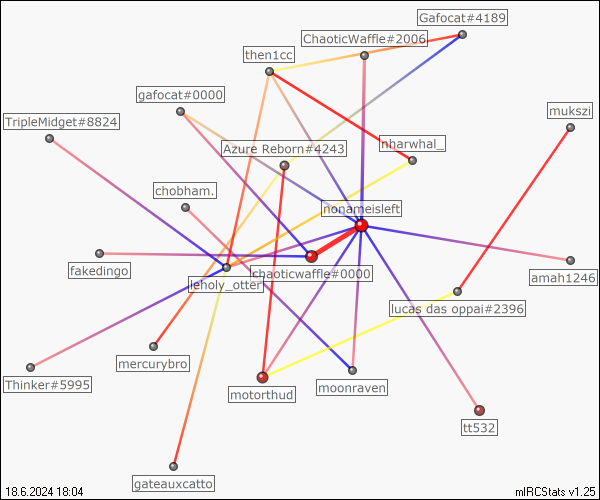 Gafocat#4189
ChaoticWaffle#2006
then1cc
gafocat#0000
mukszi
TripleMidget#8824
nharwhal_
Azure Reborn#4243
chobham.
nonameisleft
fakedingo
chaoticwaffle#0000
amah1246
leholy_otter
lucas das oppai#2396
mercurybro
Thinker#5995
motorthud
moonraven
tt532
gateauxcatto
18.6.2024 18:04
mIRCStats v1.25